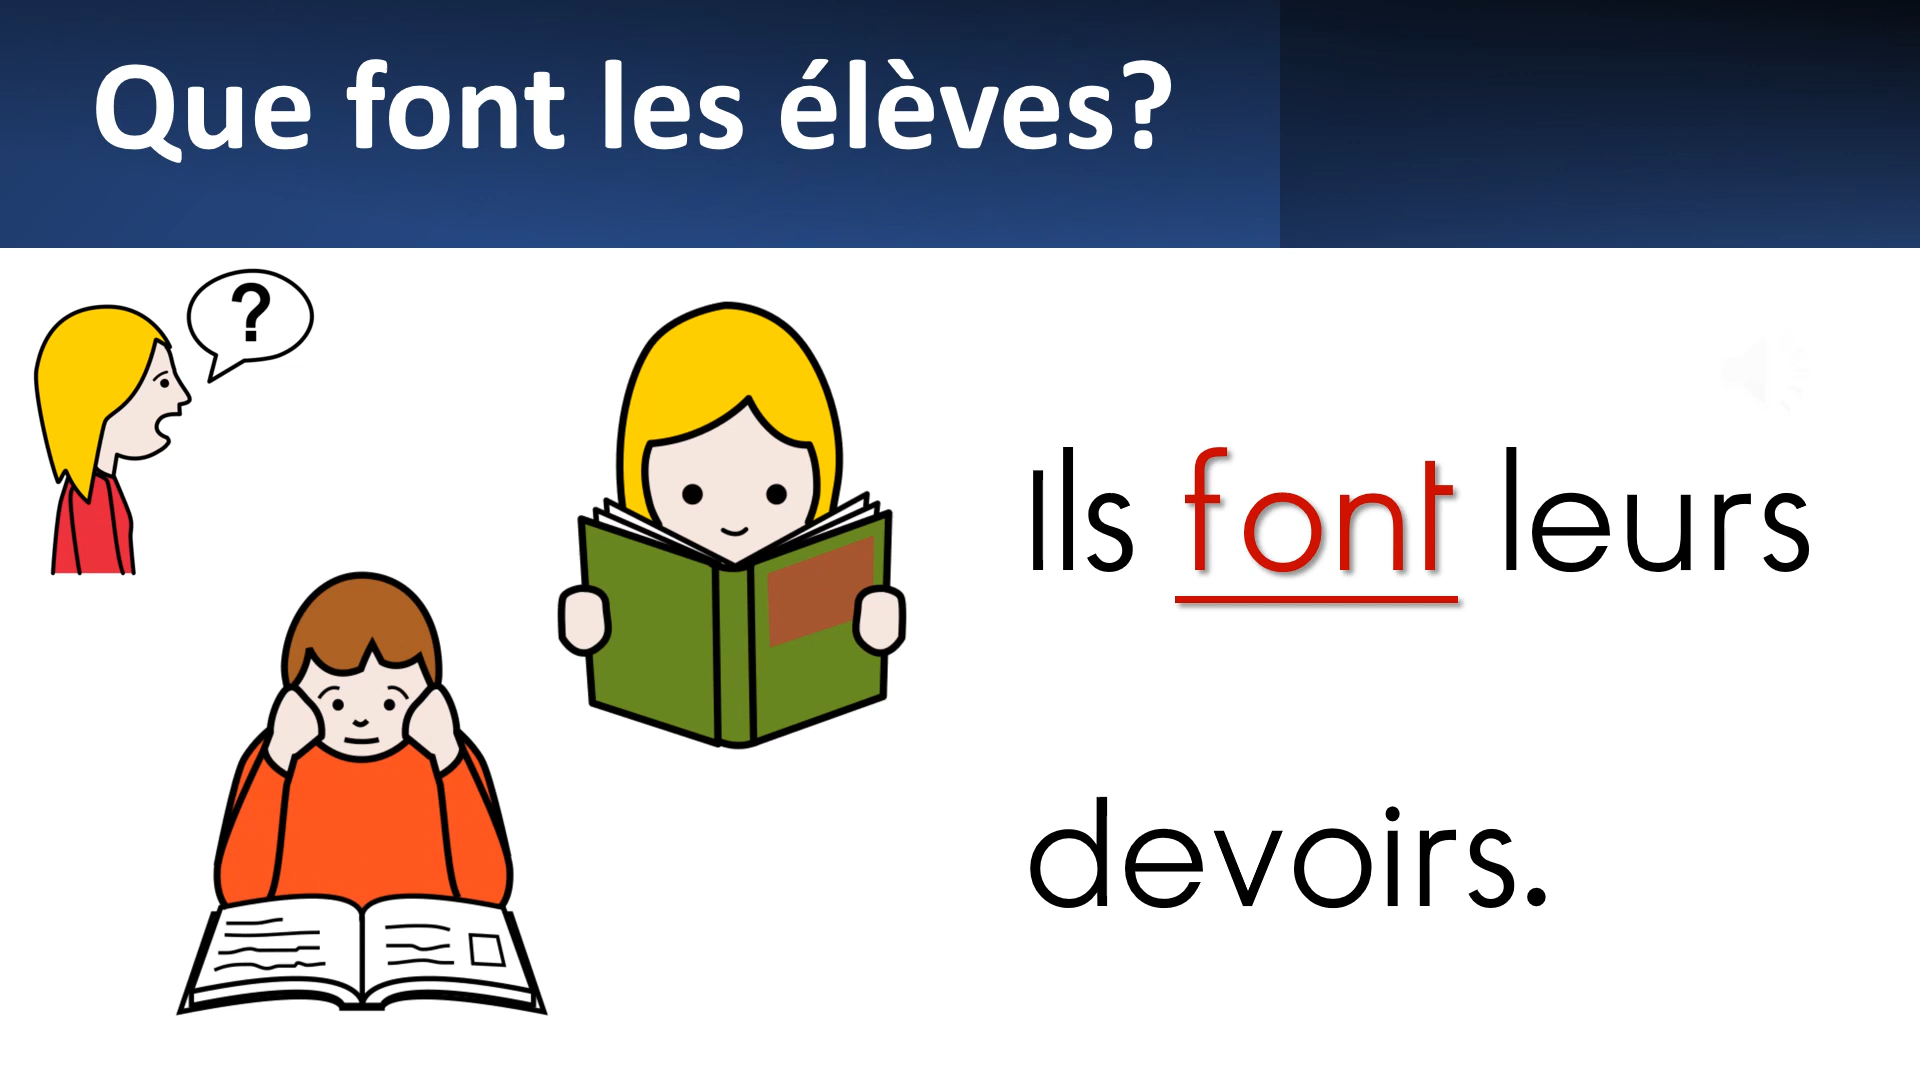 Que font les élèves?
?
Ils font leurs
devoirs.